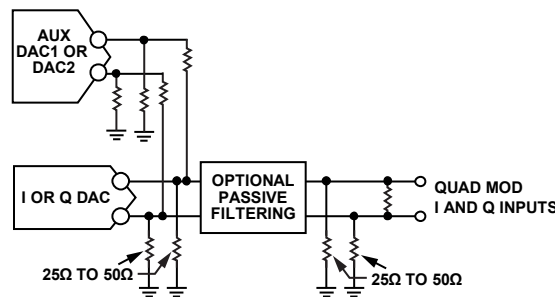 AUX
DAC1 OR
DAC2
I OR Q DAC
OPTIONAL
PASSIVE
FILTERING
QUAD MOD
I AND Q INPUTS
25Ω TO 50Ω
25Ω TO 50Ω